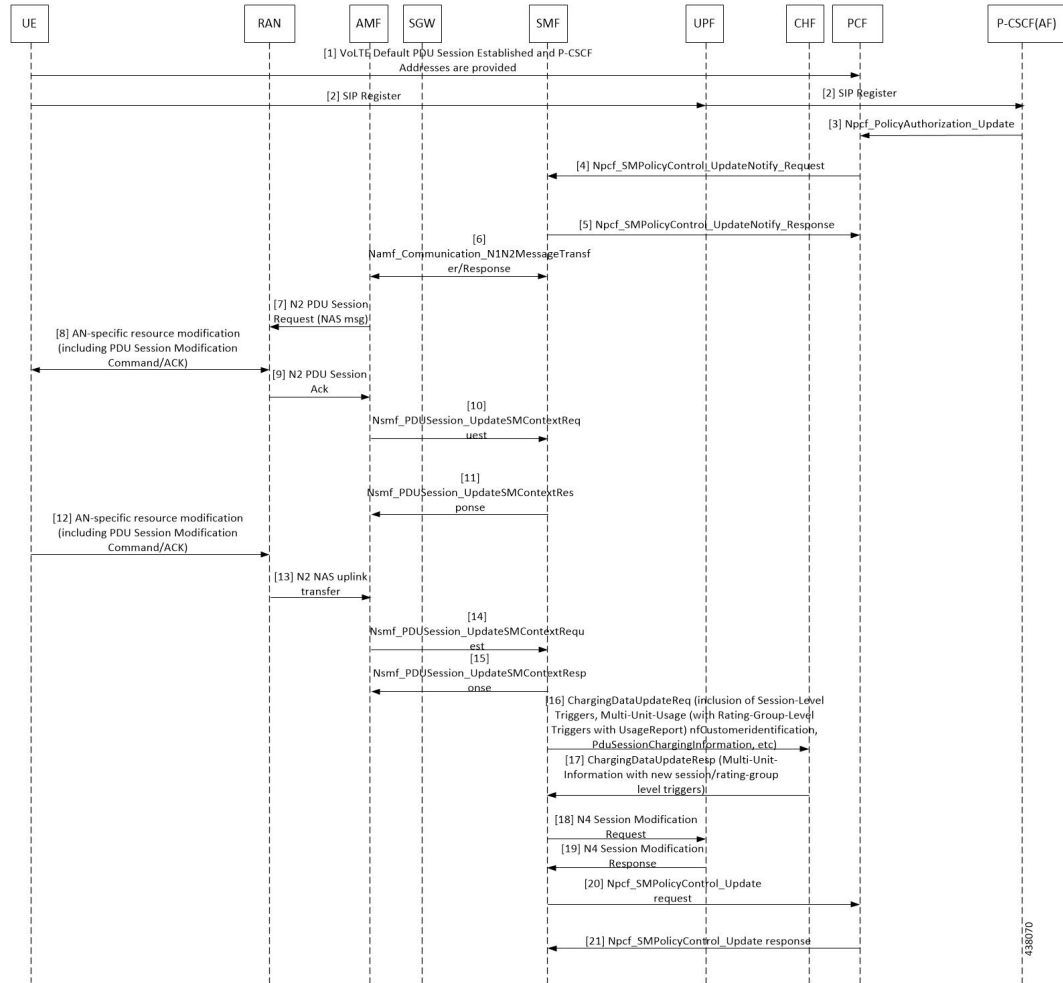 UE
RAN
AMF
SGW
SMF
UPF
CHF
PCF
P-CSCF(AF)
[1] VoLTE Default PDU Session Established and P-CSCF
Addresses are provided
[2] SIP Register
[2] SIP Register
[3] Npcf_PolicyAuthorization_Update
[4] Npcf_SMPolicyControl_UpdateNotify_Request
[5] Npcf_SMPolicyControl_UpdateNotify_Response
[6]
Namf_Communication_N1N2MessageTransf
er/Response
[7] N2 PDU Session
Request (NAS msg)
[8] AN-specific resource modification
(including PDU Session Modification
Command/ACK)
[9] N2 PDU Session
Ack
[10]
Nsmf_PDUSession_UpdateSMContextReq
uest
[11]
Nsmf_PDUSession_UpdateSMContextRes
ponse
[12] AN-specific resource modification
(including PDU Session Modification
Command/ACK)
[13] N2 NAS uplink
transfer
[14]
Nsmf_PDUSession_UpdateSMContextRequ
est
[15]
Nsmf_PDUSession_UpdateSMContextResp
onse
[16] ChargingDataUpdateReq (inclusion of Session-Level
Triggers, Multi-Unit-Usage (with Rating-Group-Level
Triggers with UsageReport) nfCustomeridentification,
PduSessionChargingInformation, etc)
[17] ChargingDataUpdateResp (Multi-Unit-
Information with new session/rating-group
level triggers)
[18] N4 Session Modification
Request
[19] N4 Session Modification
Response
[20] Npcf_SMPolicyControl_Update
request
[21] Npcf_SMPolicyControl_Update response
438070